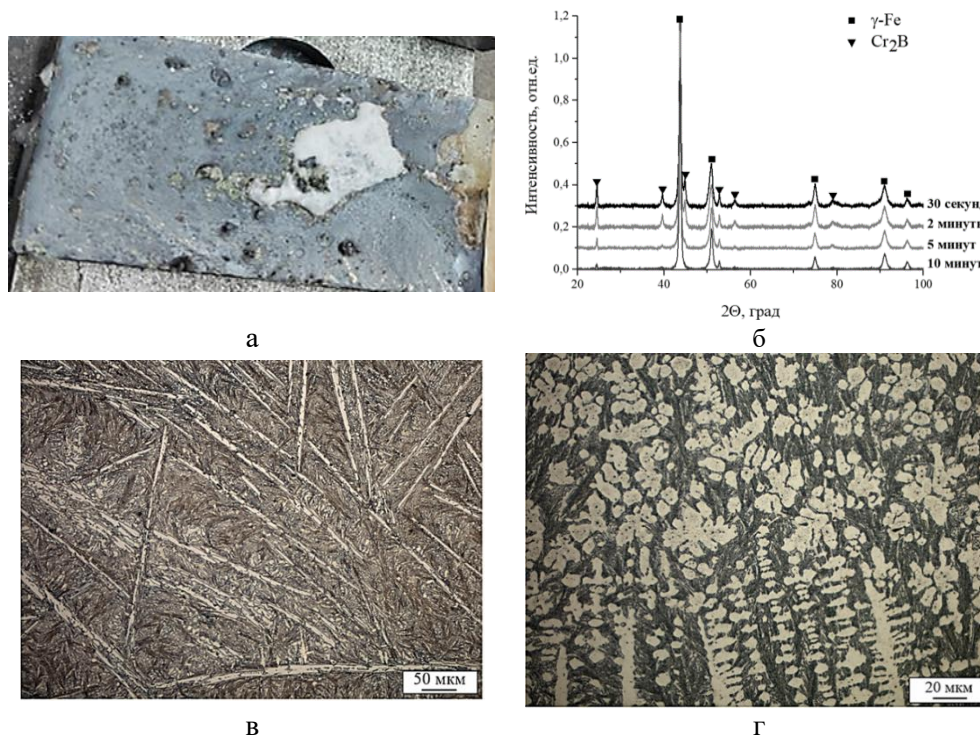 1,2
1,0
0,8
0,6
0,4
0,2
0,0
Интенсивность, отн.ед.
γ-Fe
Cr2B
30 секунд
2 минуты
5 минут
10 минут
20
40
60
80
100
2Θ, град
а
б
50 мкм
20 мкм
в
г